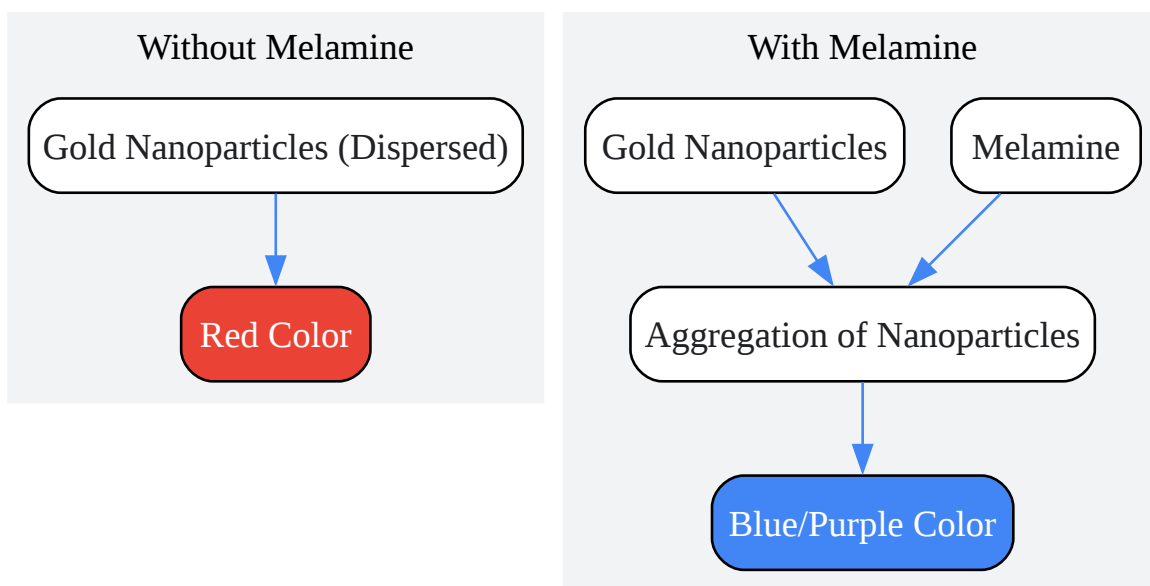 Without Melamine
Gold Nanoparticles (Dispersed)
Red Color
With Melamine
Gold Nanoparticles
Melamine
Aggregation of Nanoparticles
Blue/Purple Color